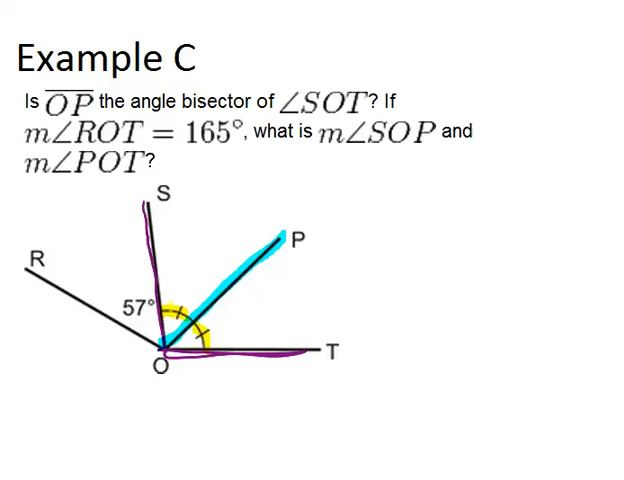 Example C
Is OP the angle bisector of ∠SOT? If
m∠ROT = 165°, what is m∠SOP and
m∠POT?
S
P
R
57°
T
O